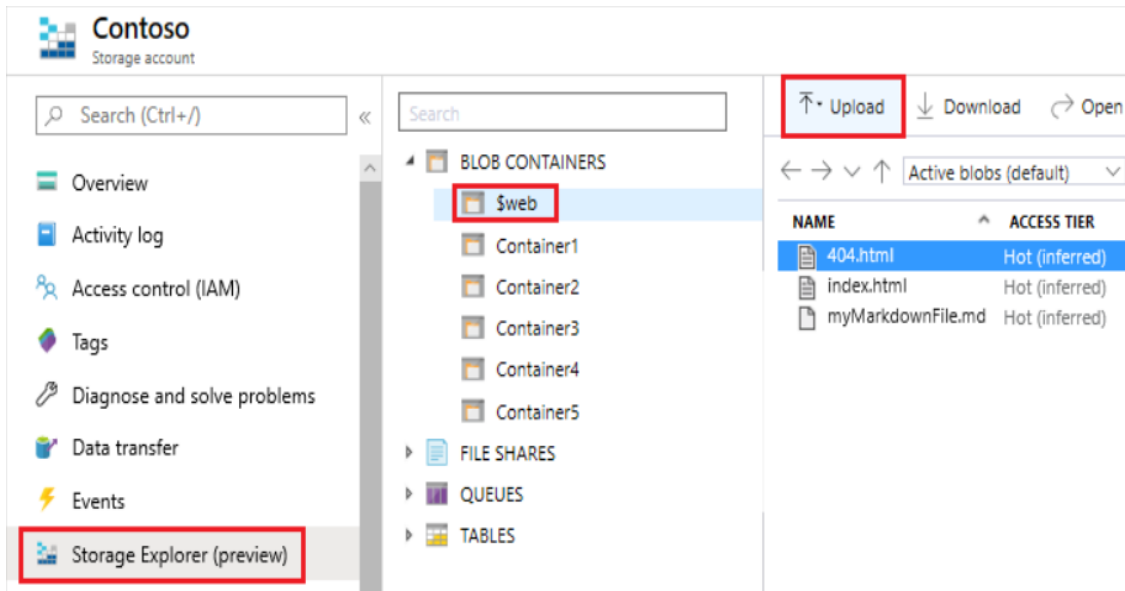 Contoso
Storage account
Search (Ctrl+/)
«
Overview
Activity log
Access control (IAM)
Tags
Diagnose and solve problems
Data transfer
Events
Storage Explorer (preview)
Search
BLOB CONTAINERS
$web
Container1
Container2
Container3
Container4
Container5
FILE SHARES
QUEUES
TABLES
Upload Download Open
Active blobs (default)
NAME ACCESS TIER
404.html Hot (inferred)
index.html Hot (inferred)
myMarkdownFile.md Hot (inferred)